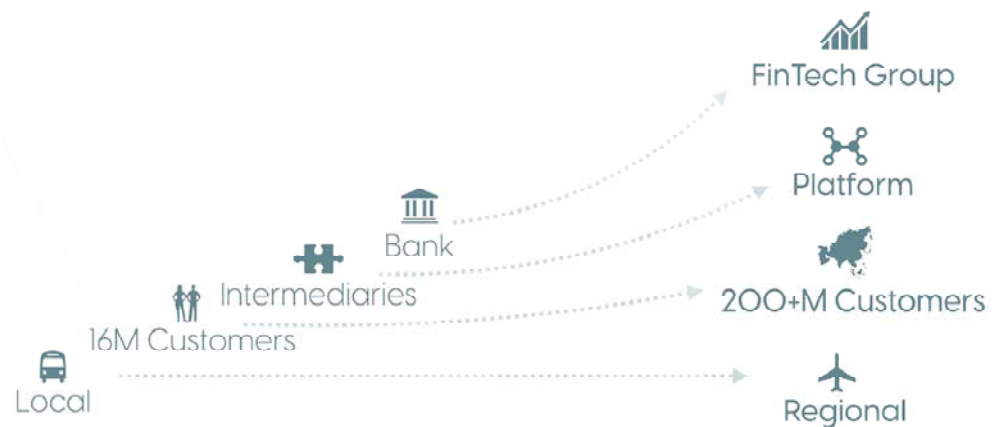 FinTech Group
Platform
Bank
Intermediaries
200+M Customers
16M Customers
Local
Regional